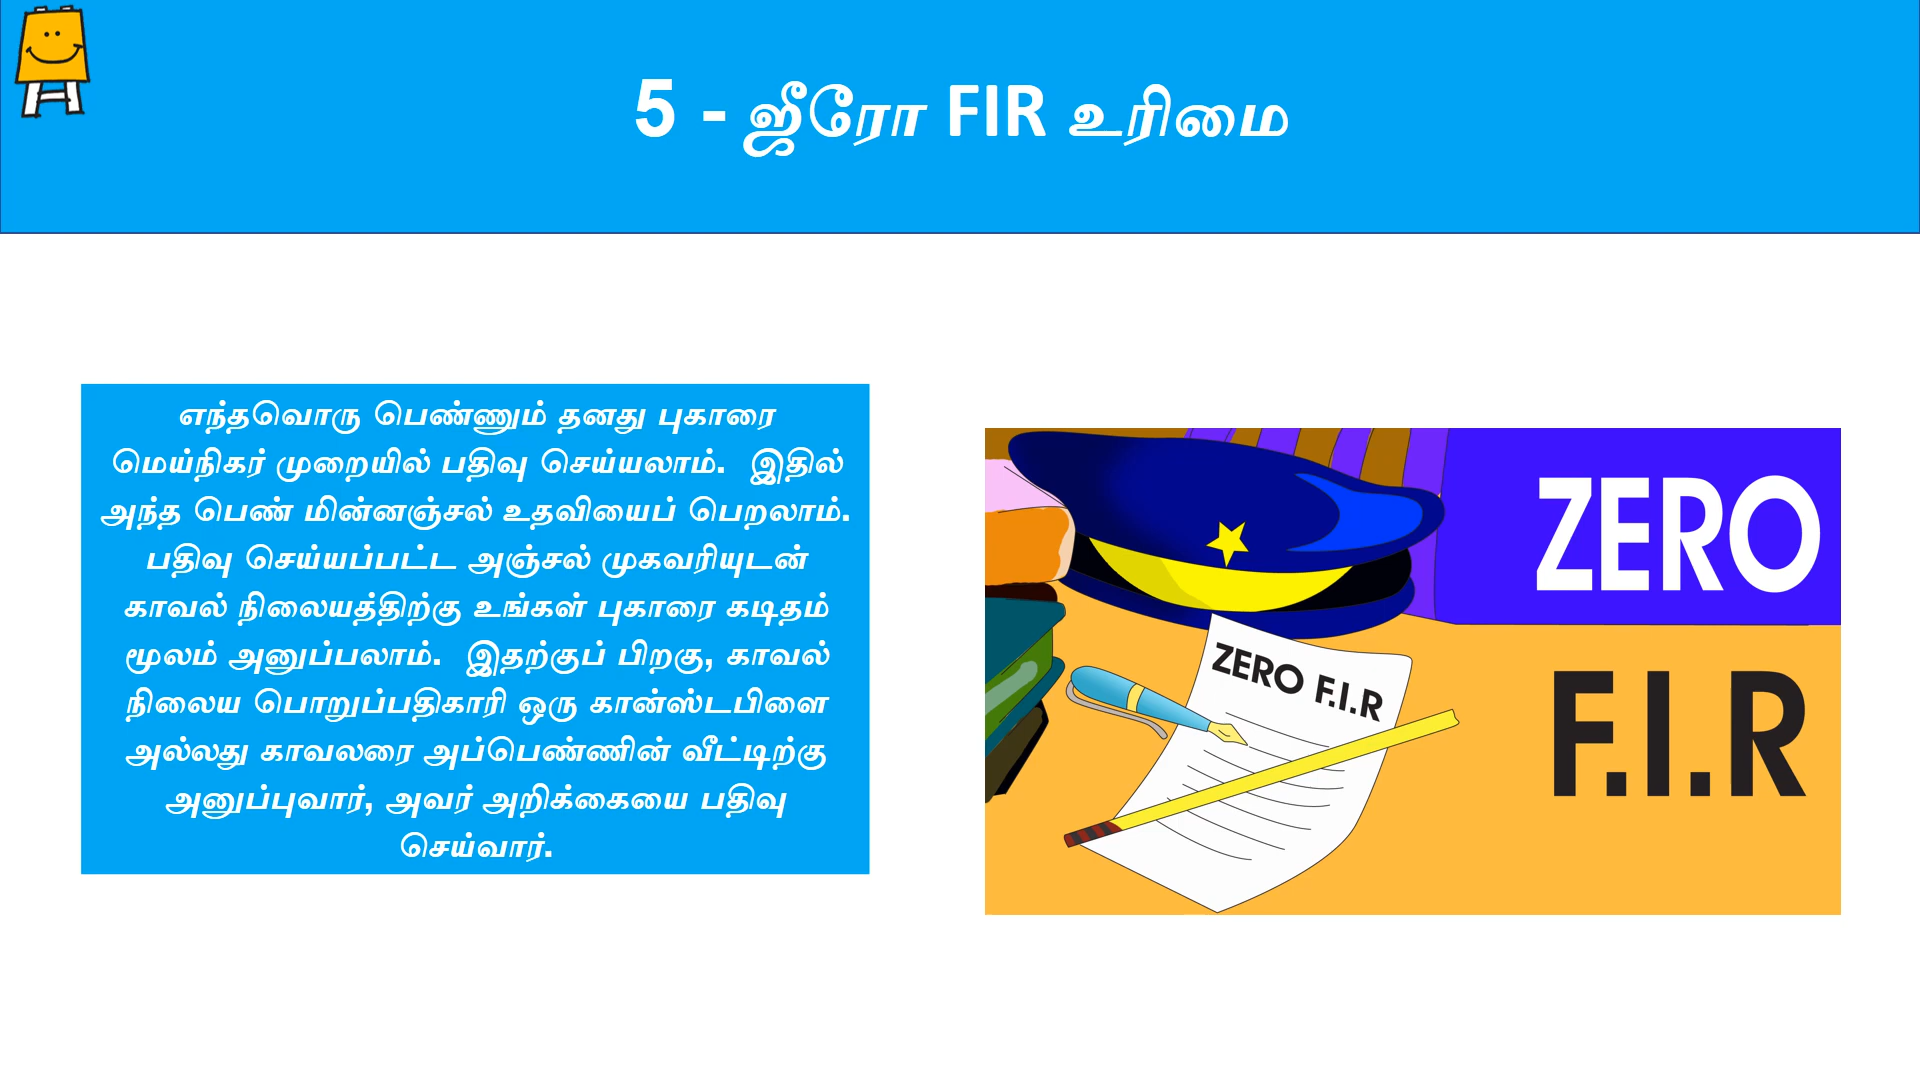 5 - ஜீரோ FIR உரிமை
எந்தவொரு பெண்ணும் தனது புகாரை
மெய்நிகர் முறையில் பதிவு செய்யலாம். இதில்
அந்த பெண் மின்னஞ்சல் உதவியைப் பெறலாம்.
பதிவு செய்யப்பட்ட அஞ்சல் முகவரியுடன்
காவல் நிலையத்திற்கு உங்கள் புகாரை கடிதம்
மூலம் அனுப்பலாம். இதற்குப் பிறகு, காவல்
நிலைய பொறுப்பதிகாரி ஒரு கான்ஸ்டபிளை
அல்லது காவலரை அப்பெண்ணின் வீட்டிற்கு
அனுப்புவார், அவர் அறிக்கையை பதிவு
செய்வார்.
ZERO
F.I.R
ZERO F.I.R